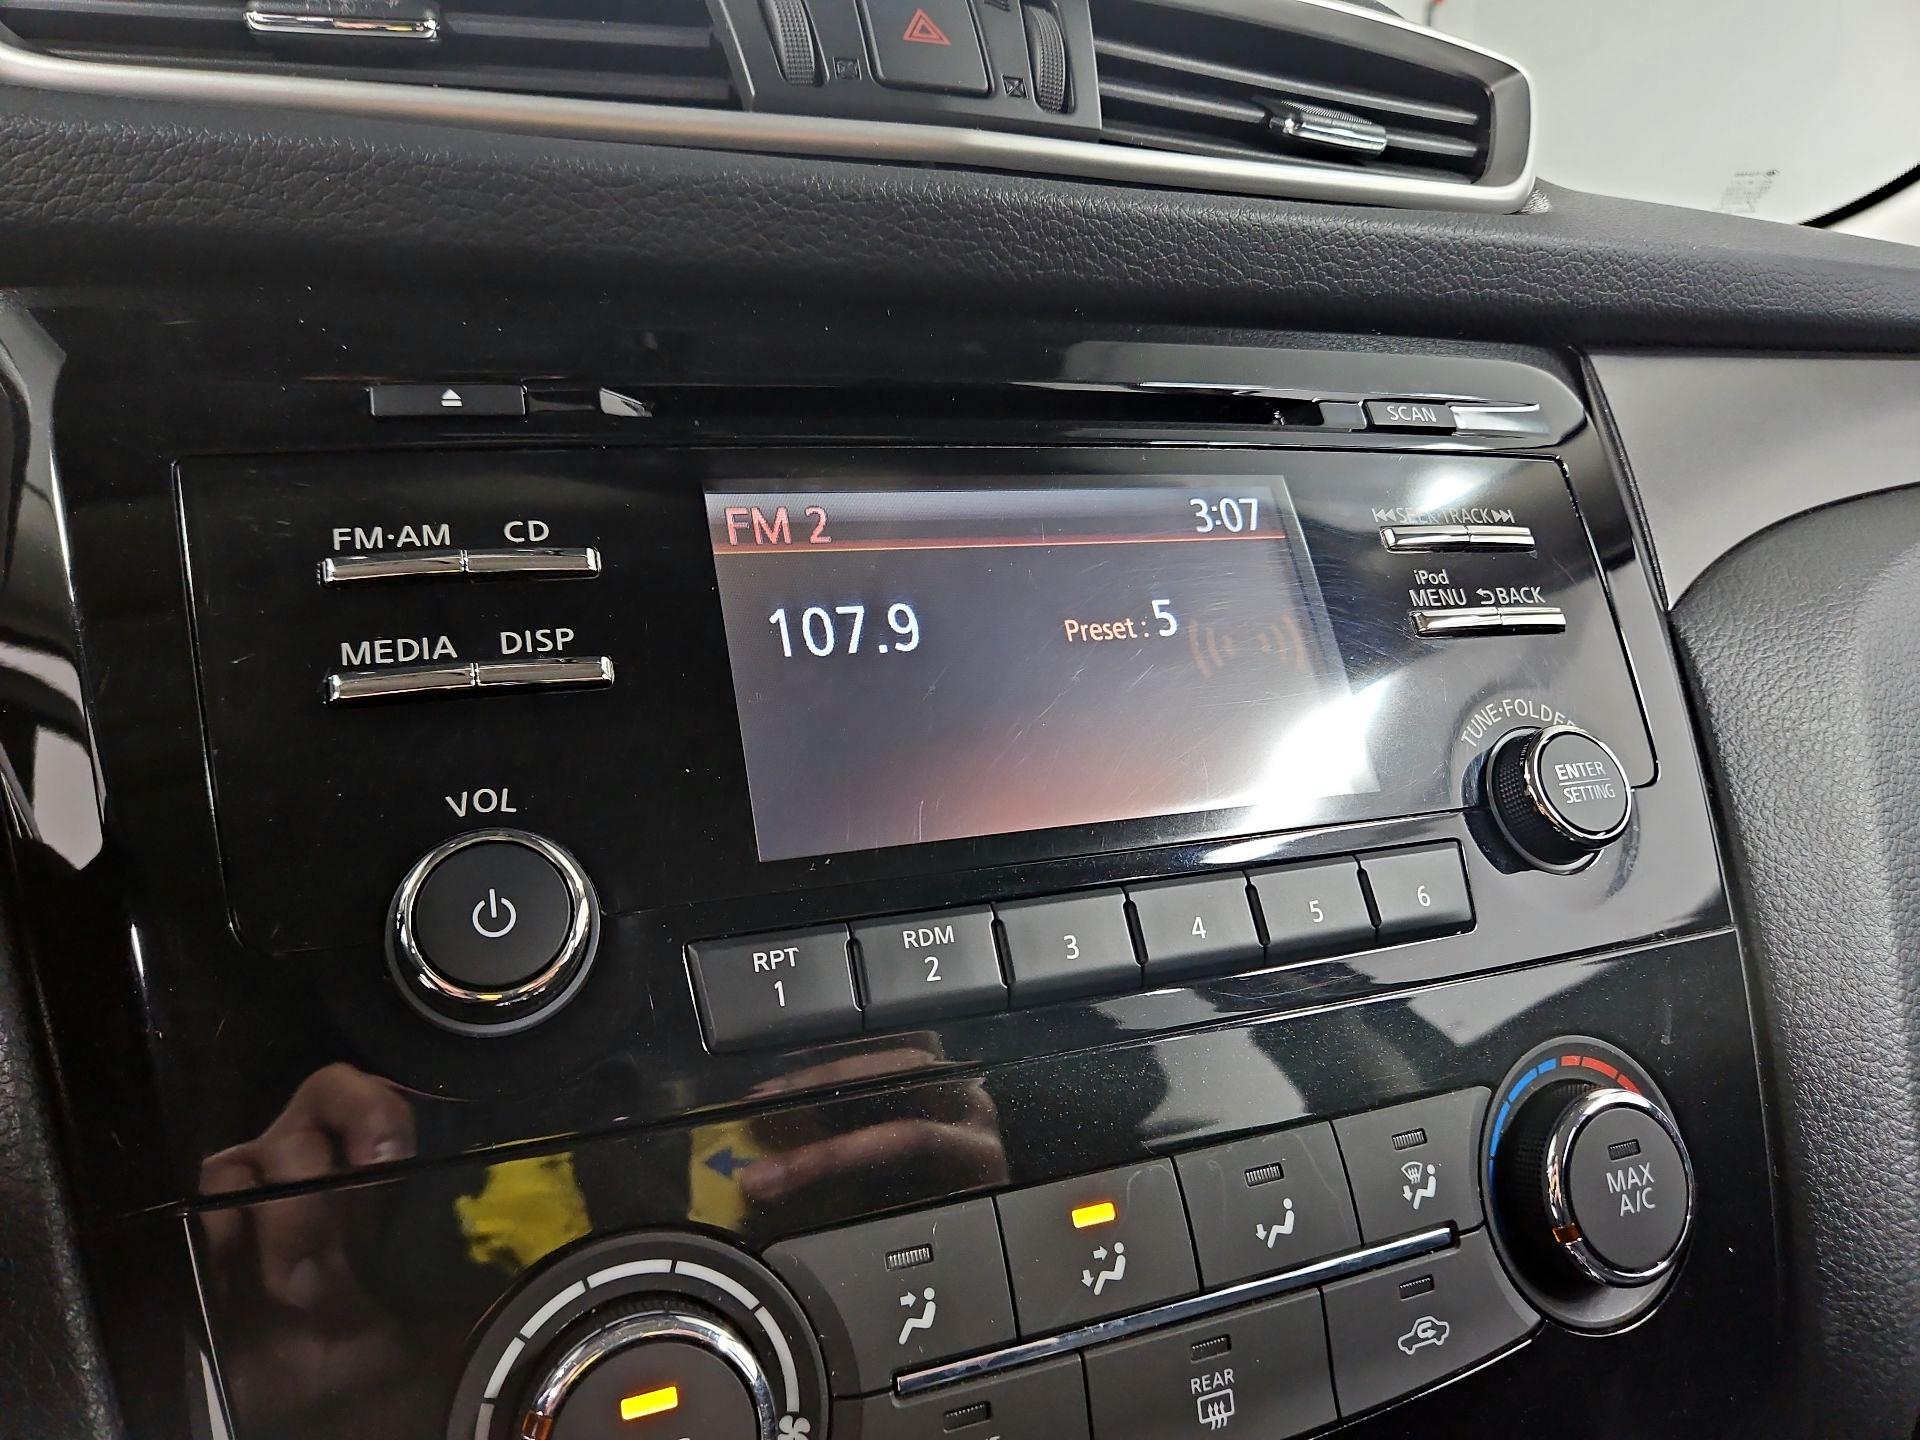 SCAN
FM·AM CD
FM 2 3:07
SEEK·TRACK
107.9 Preset: 5
iPod
MENU BACK
MEDIA DISP
TUNE·FOLDER
ENTER
SETTING
VOL
RPT
1
RDM
2
3
4
5
6
MAX
A/C
REAR